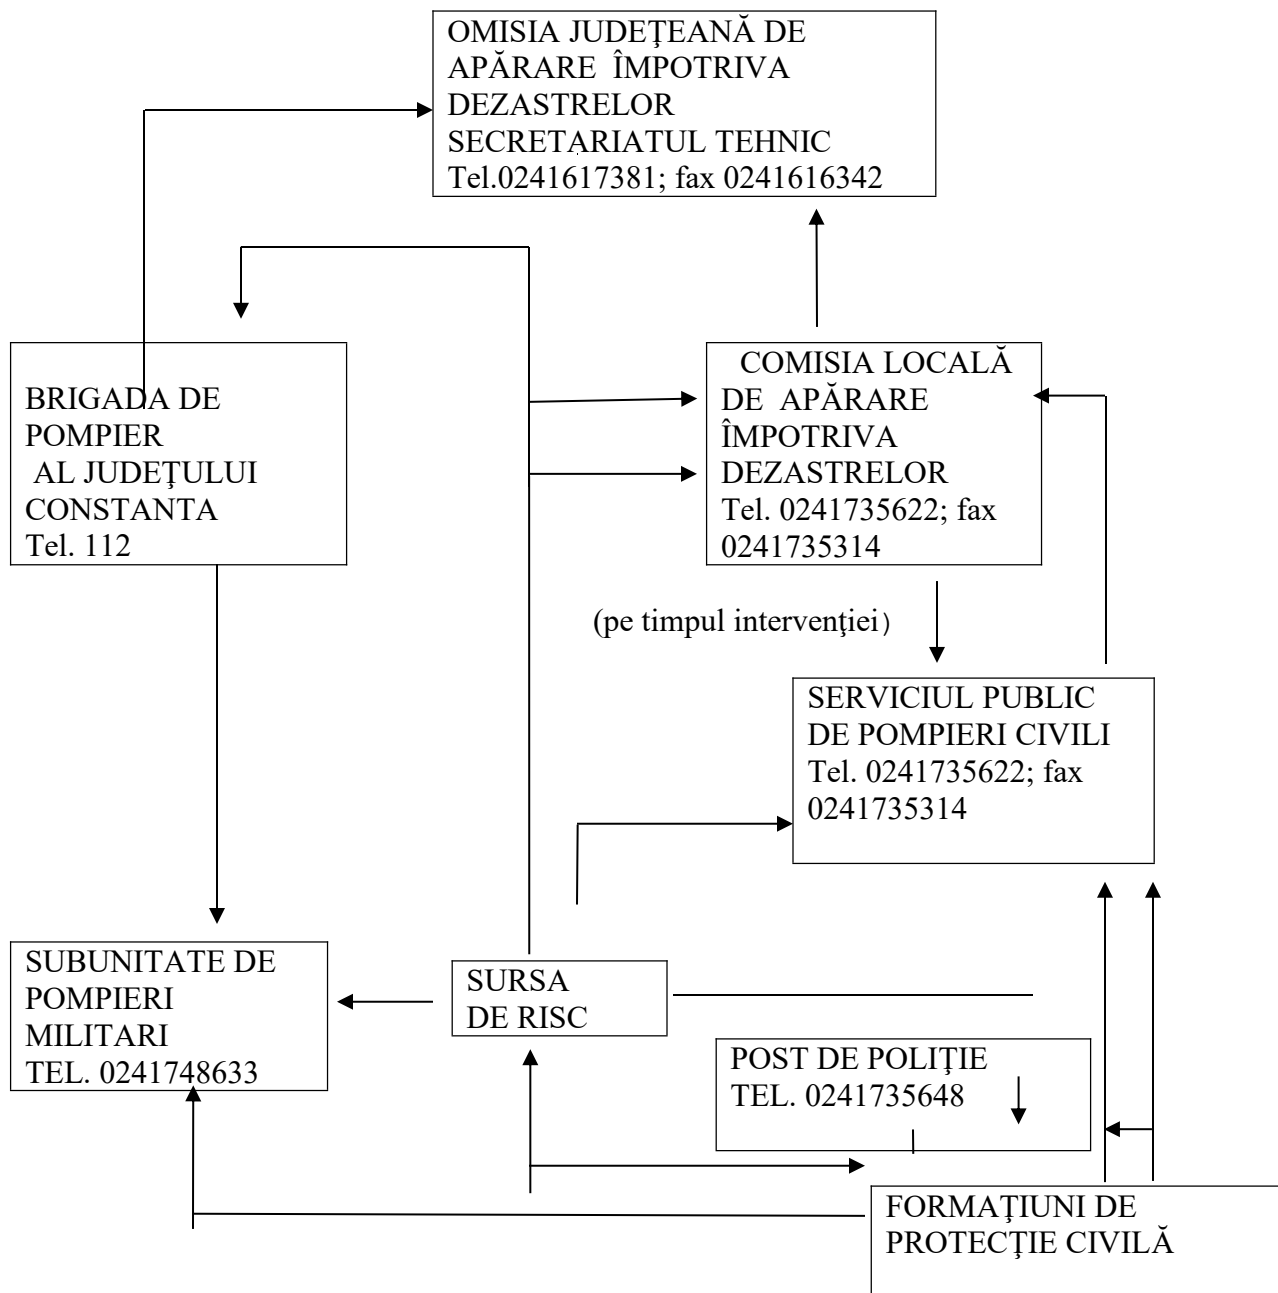 OMISIA JUDEŢEANĂ DE
APĂRARE ÎMPOTRIVA
DEZASTRELOR
SECRETARIATUL TEHNIC
Tel.0241617381; fax 0241616342
BRIGADA DE
POMPIER
AL JUDEŢULUI
CONSTANTA
Tel. 112
COMISIA LOCALĂ
DE APĂRARE
ÎMPOTRIVA
DEZASTRELOR
Tel. 0241735622; fax
0241735314
(pe timpul intervenţiei)
SERVICIUL PUBLIC
DE POMPIERI CIVILI
Tel. 0241735622; fax
0241735314
SUBUNITATE DE
POMPIERI
MILITARI
TEL. 0241748633
SURSA
DE RISC
POST DE POLIŢIE
TEL. 0241735648
FORMAŢIUNI DE
PROTECŢIE CIVILĂ